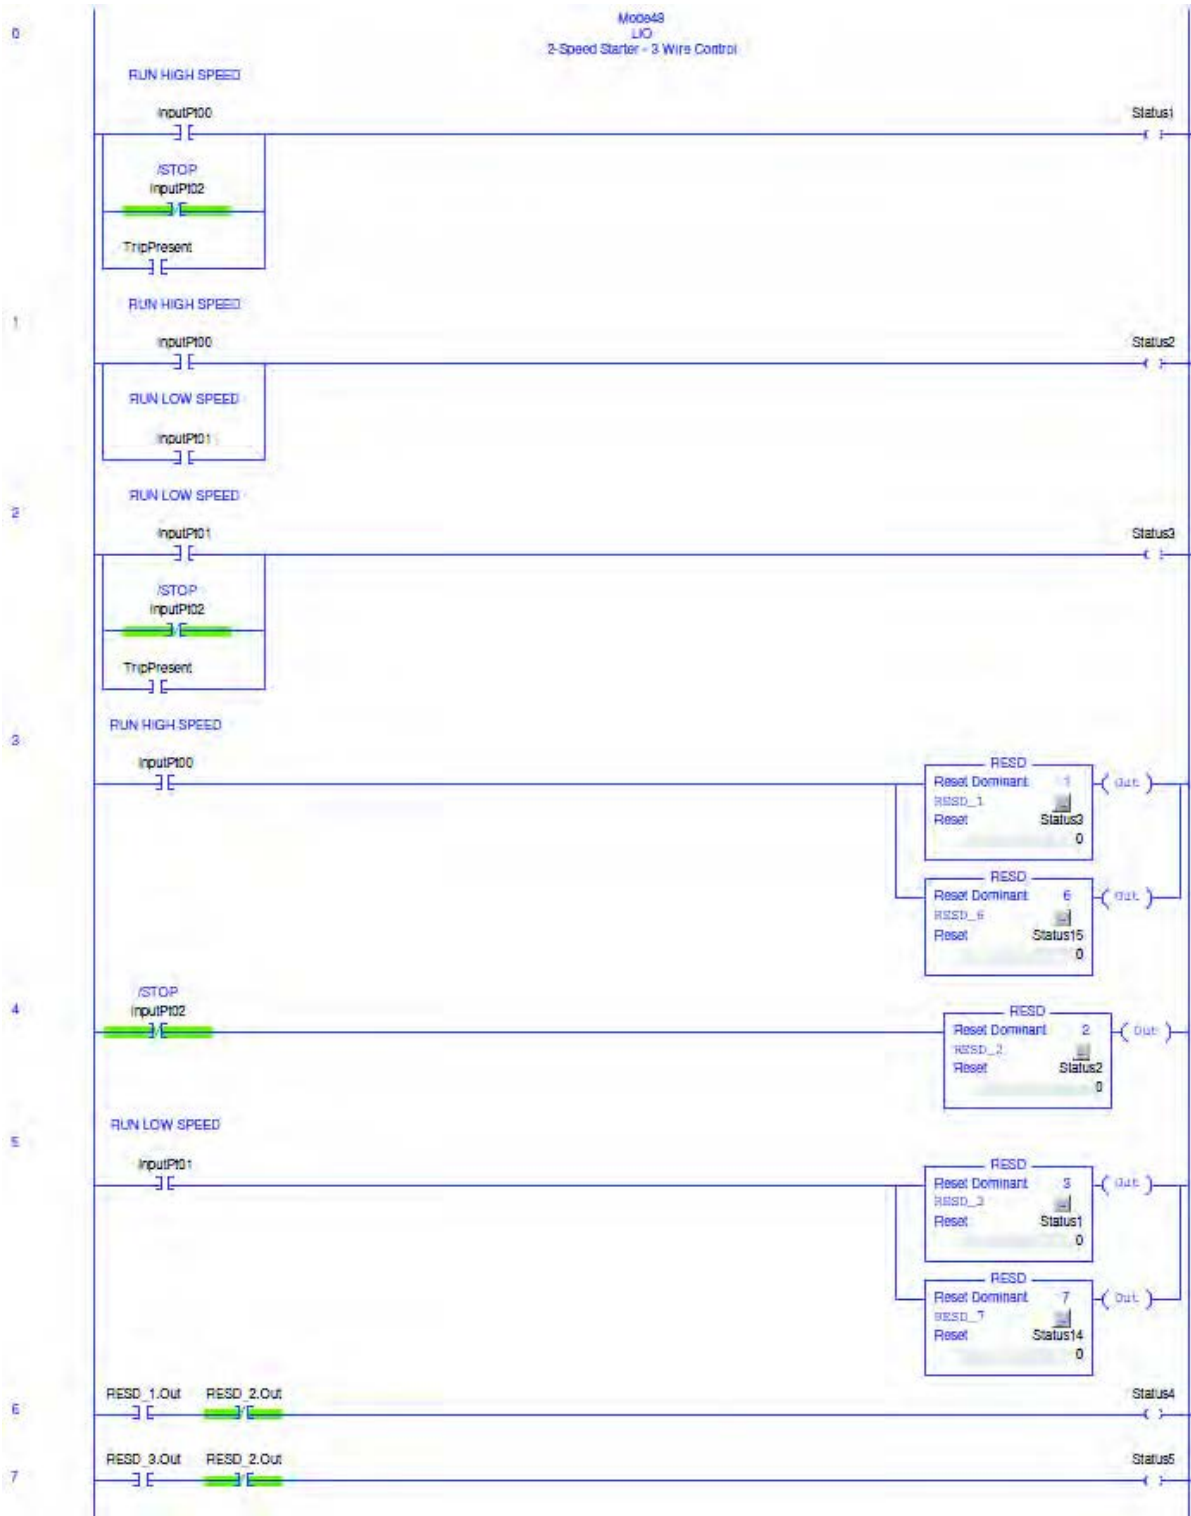 0
Mode48
LIO
2-Speed Starter - 3 Wire Control
RUN HIGH SPEED
InputPt00
Status1
/STOP
InputPt02
TripPresent
1
RUN HIGH SPEED
InputPt00
Status2
RUN LOW SPEED
InputPt01
2
RUN LOW SPEED
InputPt01
Status3
/STOP
InputPt02
TripPresent
3
RUN HIGH SPEED
InputPt00
RESD
Reset Dominant 1
Out
RESD_1
Reset Status3
0
RESD
Reset Dominant 6
Out
RESD_6
Reset Status15
0
4
/STOP
InputPt02
RESD
Reset Dominant 2
Out
RESD_2
Reset Status2
0
5
RUN LOW SPEED
InputPt01
RESD
Reset Dominant 3
Out
RESD_3
Reset Status1
0
RESD
Reset Dominant 7
Out
RESD_7
Reset Status14
0
6
RESD_1.Out RESD_2.Out
Status4
7
RESD_3.Out RESD_2.Out
Status5